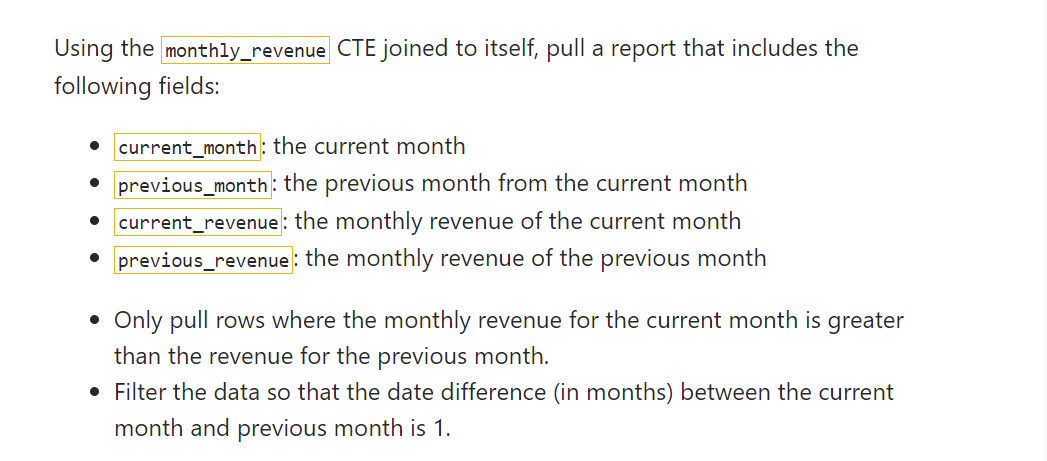 Using the monthly_revenue CTE joined to itself, pull a report that includes the
following fields:
• current_month: the current month
• previous_month: the previous month from the current month
• current_revenue: the monthly revenue of the current month
• previous_revenue: the monthly revenue of the previous month
• Only pull rows where the monthly revenue for the current month is greater
than the revenue for the previous month.
• Filter the data so that the date difference (in months) between the current
month and previous month is 1.